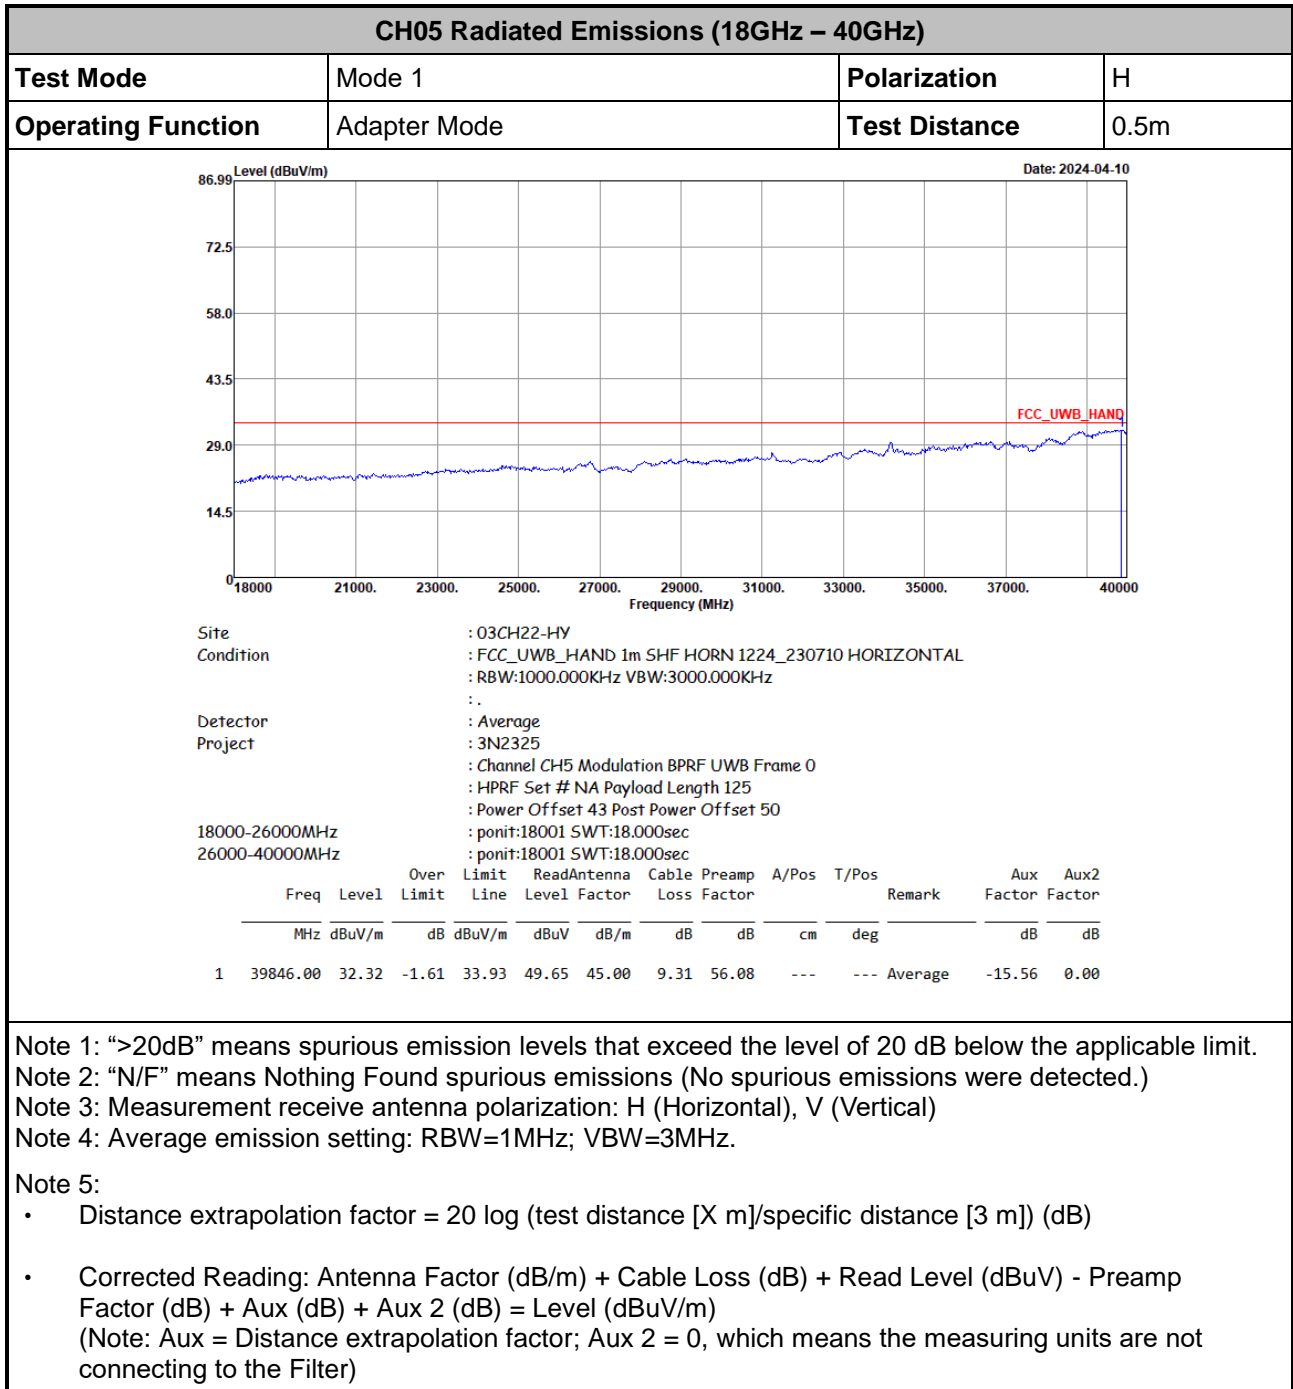 CH05 Radiated Emissions (18GHz – 40GHz)
Test Mode Mode 1 Polarization H
Operating Function Adapter Mode Test Distance 0.5m
Level (dBuV/m) Date: 2024-04-10
86.99
72.5
58.0
43.5
FCC_UWB_HAND
1
29.0
14.5
0
18000 21000. 23000. 25000. 27000. 29000. 31000. 33000. 35000. 37000. 40000
Frequency (MHz)
Site : 03CH22-HY
Condition : FCC_UWB_HAND 1m SHF HORN 1224_230710 HORIZONTAL
: RBW:1000.000KHz VBW:3000.000KHz
: .
Detector : Average
Project : 3N2325
: Channel CH5 Modulation BPRF UWB Frame 0
: HPRF Set # NA Payload Length 125
: Power Offset 43 Post Power Offset 50
18000-26000MHz : ponit:18001 SWT:18.000sec
26000-40000MHz : ponit:18001 SWT:18.000sec
Over Limit ReadAntenna Cable Preamp A/Pos T/Pos Aux Aux2
Freq Level Limit Line Level Factor Loss Factor Remark Factor Factor
MHz dBuV/m dB dBuV/m dBuV dB/m dB dB cm deg dB dB
1 39846.00 32.32 -1.61 33.93 49.65 45.00 9.31 56.08 --- --- Average -15.56 0.00
Note 1: “>20dB” means spurious emission levels that exceed the level of 20 dB below the applicable limit.
Note 2: “N/F” means Nothing Found spurious emissions (No spurious emissions were detected.)
Note 3: Measurement receive antenna polarization: H (Horizontal), V (Vertical)
Note 4: Average emission setting: RBW=1MHz; VBW=3MHz.
Note 5:
• Distance extrapolation factor = 20 log (test distance [X m]/specific distance [3 m]) (dB)
• Corrected Reading: Antenna Factor (dB/m) + Cable Loss (dB) + Read Level (dBuV) - Preamp
Factor (dB) + Aux (dB) + Aux 2 (dB) = Level (dBuV/m)
(Note: Aux = Distance extrapolation factor; Aux 2 = 0, which means the measuring units are not
connecting to the Filter)